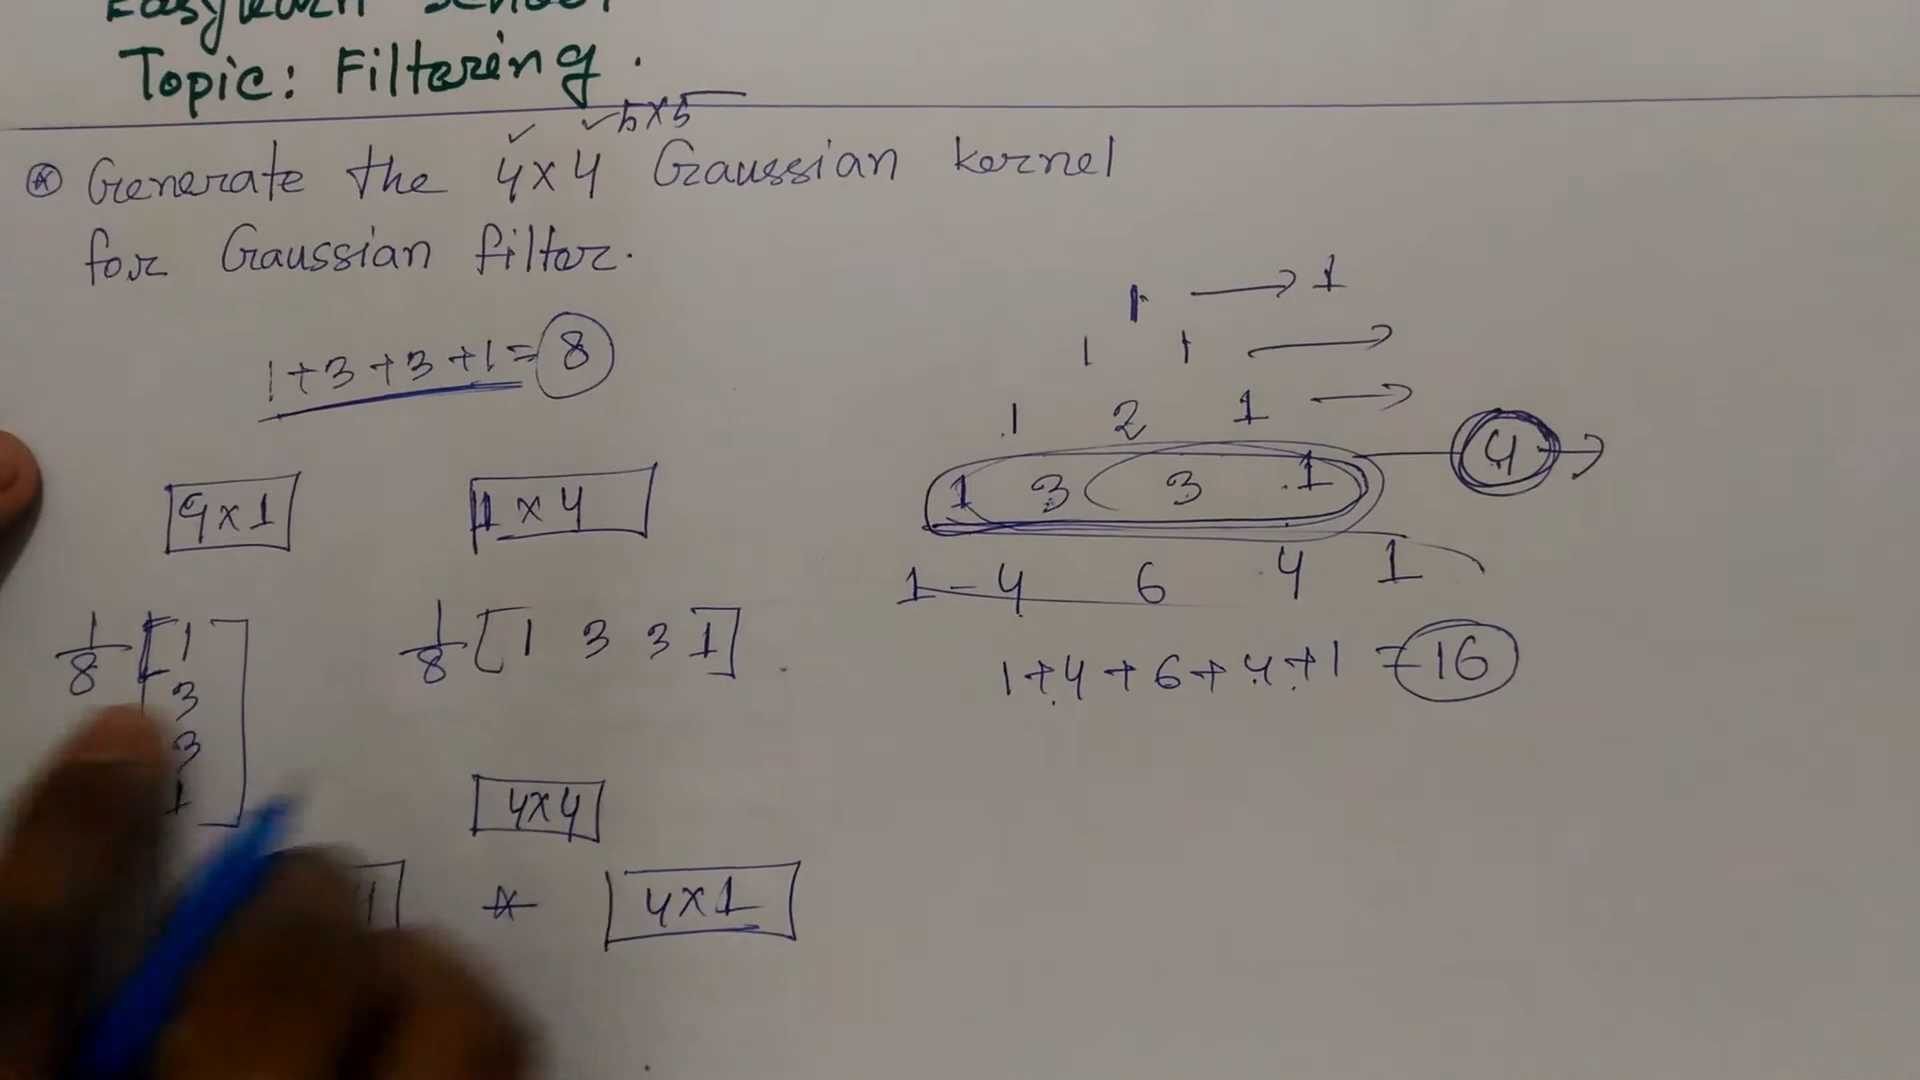 Topic: Filtering.
5x5
* Generate the 4x4 Gaussian kernel
for Gaussian filter.
1+3+3+1=8
1 → 1
1 1 →
1 2 1 →
1 3 3 1 4 →
1 4 6 4 1
1+4+6+4+1 = 16
4x1 1x4
1/8 [1 3 3 1]
1/8 [1 3 3 1]
4x4
* 4x1